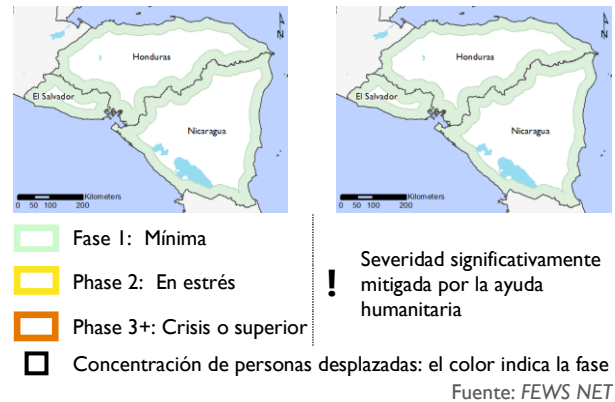 N
Honduras
El Salvador
Nicaragua
Kilometers
0 50 100 200
N
Honduras
El Salvador
Nicaragua
Kilometers
0 50 100 200
Fase 1: Mínima
Phase 2: En estrés
Phase 3+: Crisis o superior
! Severidad significativamente
mitigada por la ayuda
humanitaria
Concentración de personas desplazadas: el color indica la fase
Fuente: FEWS NET